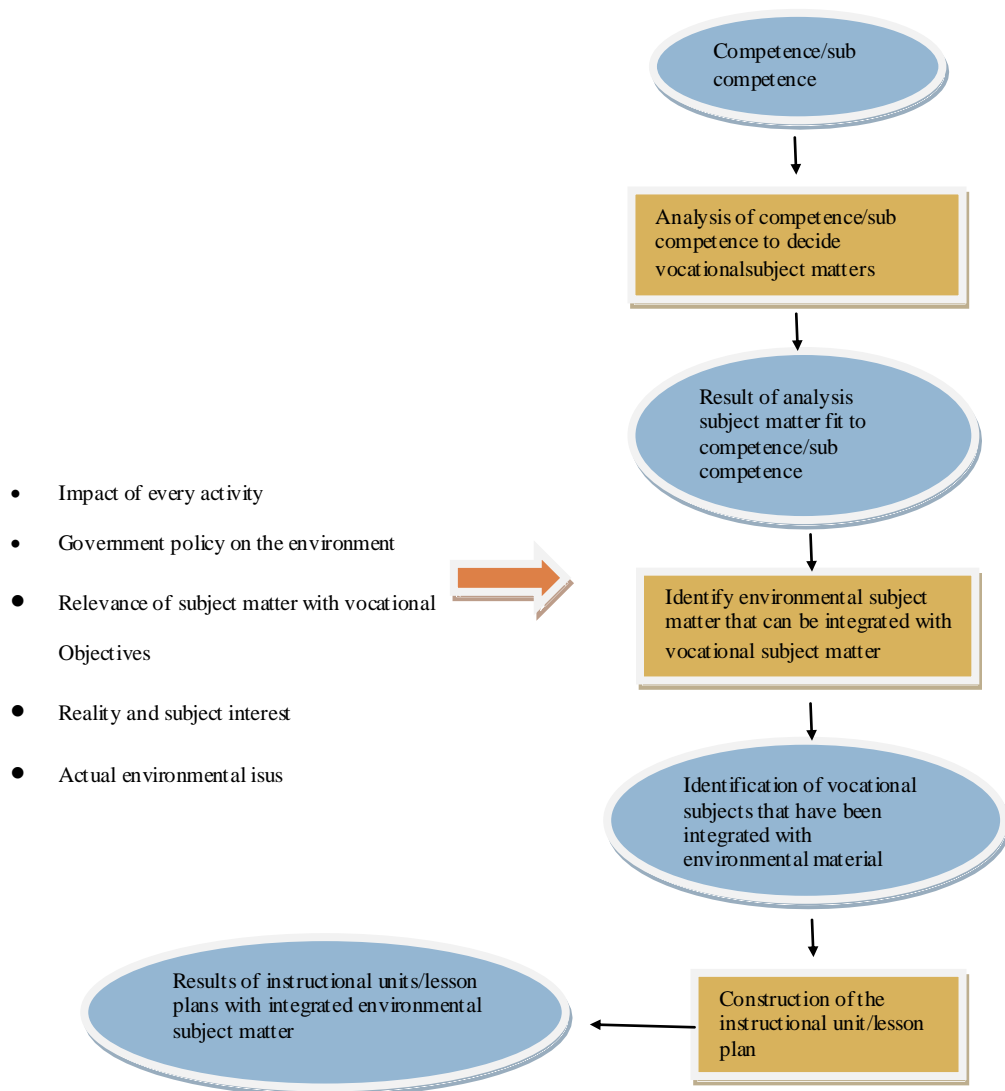 Competence/sub
competence
Analysis of competence/sub
competence to decide
vocationalsubject matters
Result of analysis
subject matter fit to
competence/sub
competence
• Impact of every activity
• Government policy on the environment
• Relevance of subject matter with vocational
Objectives
• Reality and subject interest
• Actual environmental isus
Identify environmental subject
matter that can be integrated with
vocational subject matter
Identification of vocational
subjects that have been
integrated with
environmental material
Construction of the
instructional unit/lesson
plan
Results of instructional units/lesson
plans with integrated environmental
subject matter